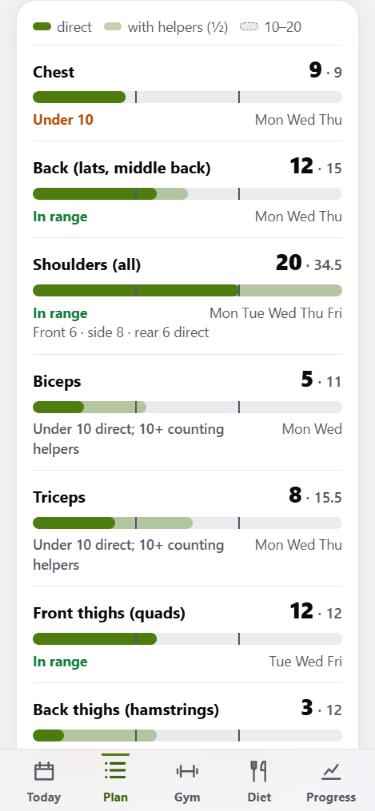 direct with helpers (½) 10–20
Chest 9 · 9
Under 10 Mon Wed Thu
Back (lats, middle back) 12 · 15
In range Mon Wed Thu
Shoulders (all) 20 · 34.5
In range Mon Tue Wed Thu Fri
Front 6 · side 8 · rear 6 direct
Biceps 5 · 11
Under 10 direct; 10+ counting Mon Wed
helpers
Triceps 8 · 15.5
Under 10 direct; 10+ counting Mon Wed Thu
helpers
Front thighs (quads) 12 · 12
In range Tue Wed Fri
Back thighs (hamstrings) 3 · 12
Today Plan Gym Diet Progress